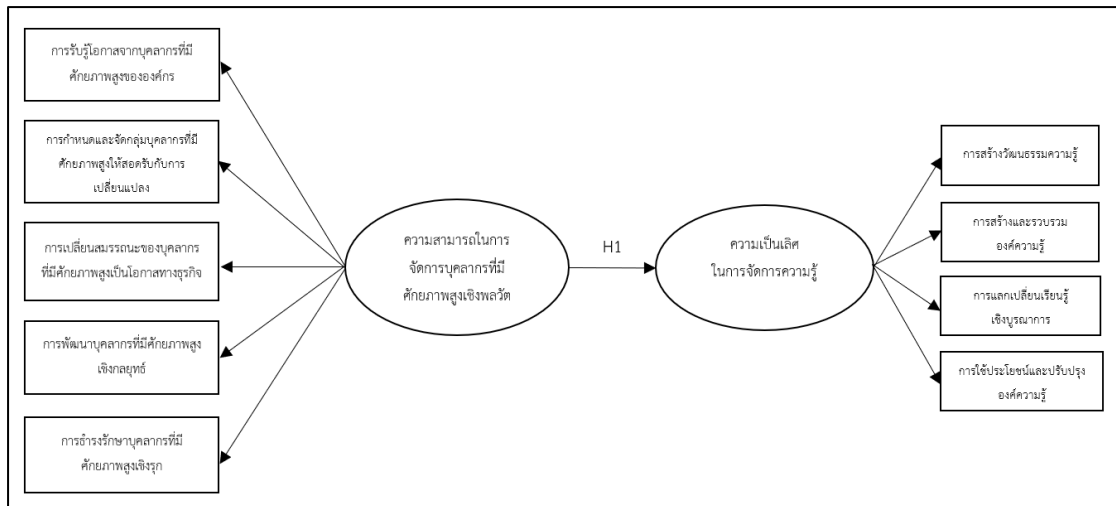 การรับรู้โอกาสจากบุคลากรที่มี
ศักยภาพสูงขององค์กร
การกำหนดและจัดกลุ่มบุคลากรที่มี
ศักยภาพสูงให้สอดรับกับการ
เปลี่ยนแปลง
การเปลี่ยนสมรรถนะของบุคลากร
ที่มีศักยภาพสูงเป็นโอกาสทางธุรกิจ
การพัฒนาบุคลากรที่มีศักยภาพสูง
เชิงกลยุทธ์
การธำรงรักษาบุคลากรที่มี
ศักยภาพสูงเชิงรุก
ความสามารถในการ
จัดการบุคลากรที่มี
ศักยภาพสูงเชิงพลวัต
H1
ความเป็นเลิศ
ในการจัดการความรู้
การสร้างวัฒนธรรมความรู้
การสร้างและรวบรวม
องค์ความรู้
การแลกเปลี่ยนเรียนรู้
เชิงบูรณาการ
การใช้ประโยชน์และปรับปรุง
องค์ความรู้